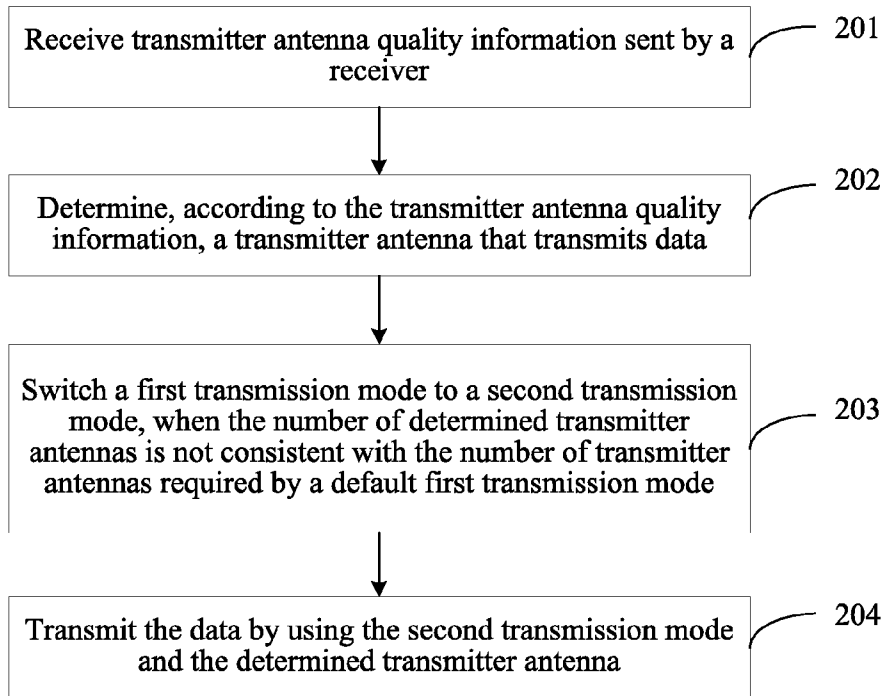 Receive transmitter antenna quality information sent by a
receiver
201
Determine, according to the transmitter antenna quality
information, a transmitter antenna that transmits data
202
Switch a first transmission mode to a second transmission
mode, when the number of determined transmitter
antennas is not consistent with the number of transmitter
antennas required by a default first transmission mode
203
Transmit the data by using the second transmission mode
and the determined transmitter antenna
204